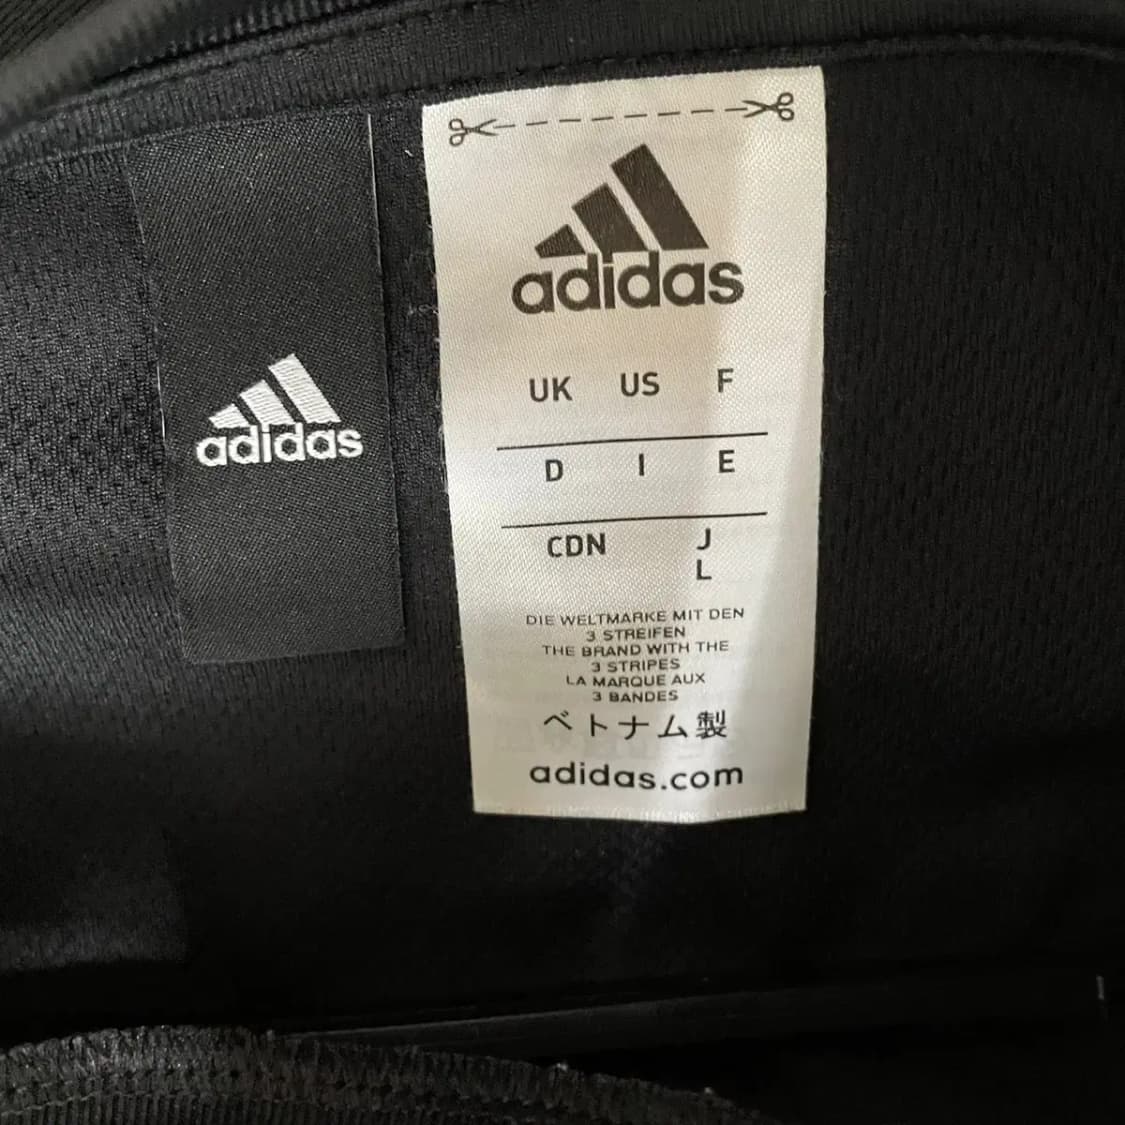 adidas
adidas
UK US F
D I E
CDN J
L
DIE WELTMARKE MIT DEN
3 STREIFEN
THE BRAND WITH THE
3 STRIPES
LA MARQUE AUX
3 BANDES
ベトナム製
adidas.com